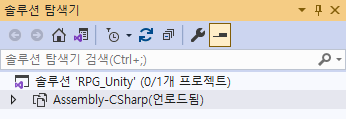 솔루션 탐색기
솔루션 탐색기 검색(Ctrl+;)
솔루션 'RPG_Unity' (0/1개 프로젝트)
Assembly-CSharp(언로드됨)